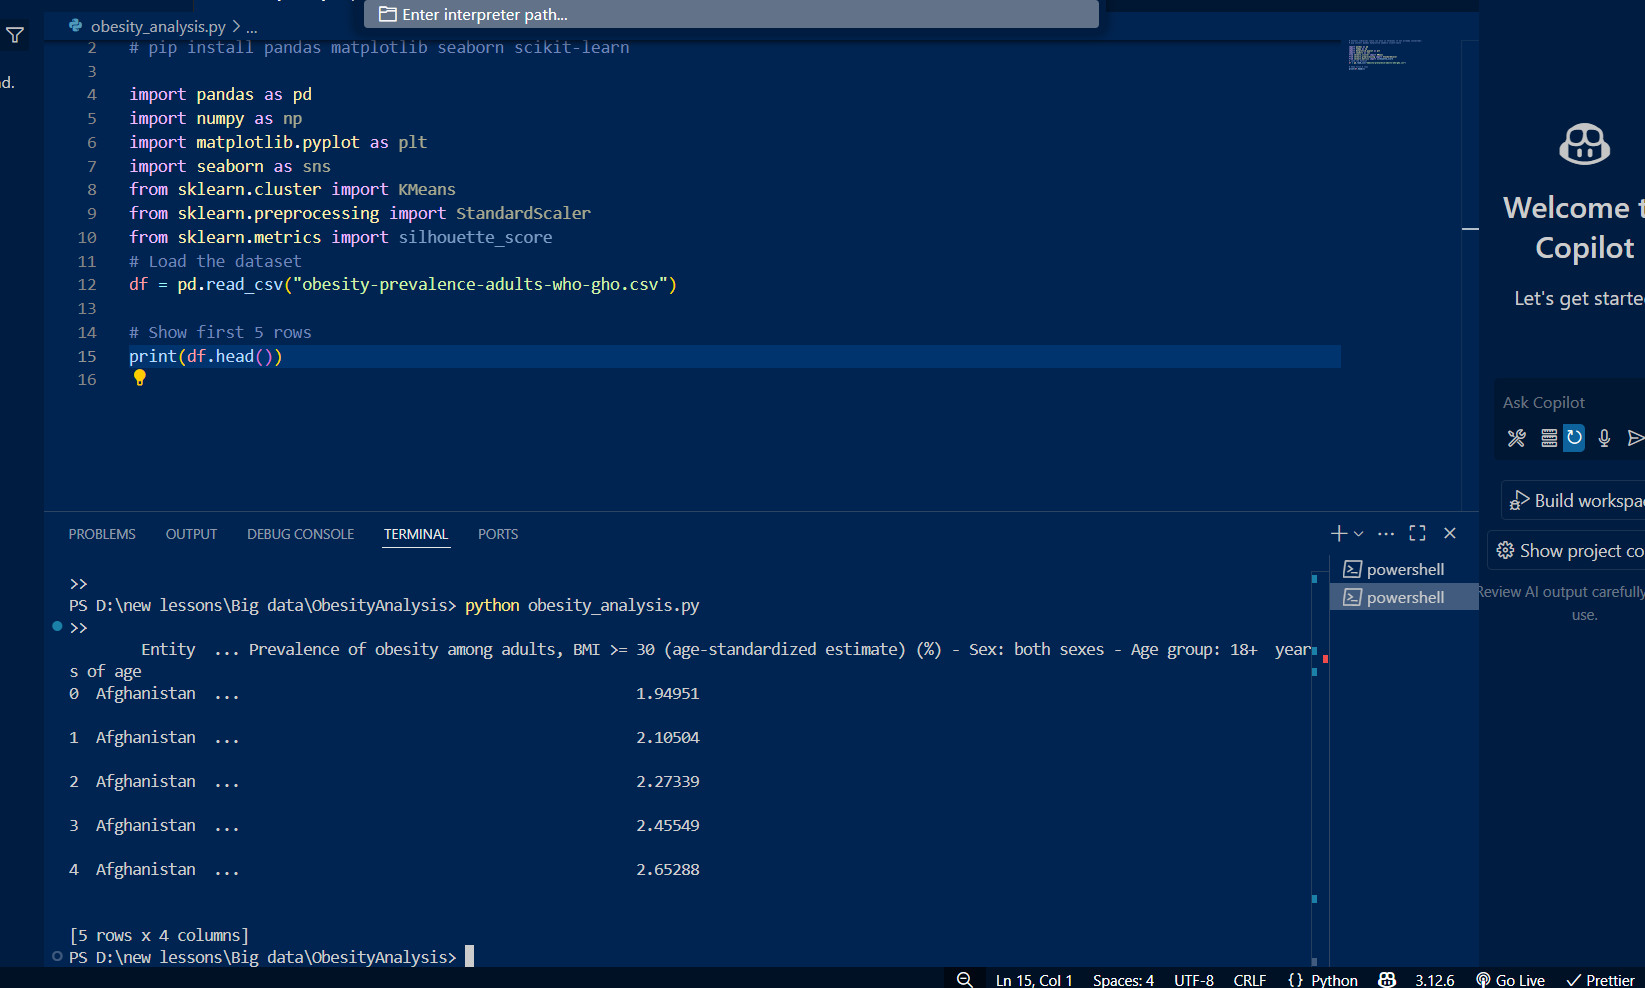 Enter interpreter path...
obesity_analysis.py > ...
d.
2 # pip install pandas matplotlib seaborn scikit-learn
3
4 import pandas as pd
5 import numpy as np
6 import matplotlib.pyplot as plt
7 import seaborn as sns
8 from sklearn.cluster import KMeans
9 from sklearn.preprocessing import StandardScaler
10 from sklearn.metrics import silhouette_score
11 # Load the dataset
12 df = pd.read_csv("obesity-prevalence-adults-who-gho.csv")
13
14 # Show first 5 rows
15 print(df.head())
16
PROBLEMS OUTPUT DEBUG CONSOLE TERMINAL PORTS
>>
PS D:\new lessons\Big data\ObesityAnalysis> python obesity_analysis.py
>>
Entity ... Prevalence of obesity among adults, BMI >= 30 (age-standardized estimate) (%) - Sex: both sexes - Age group: 18+  year
s of age
0 Afghanistan ... 1.94951
1 Afghanistan ... 2.10504
2 Afghanistan ... 2.27339
3 Afghanistan ... 2.45549
4 Afghanistan ... 2.65288
[5 rows x 4 columns]
PS D:\new lessons\Big data\ObesityAnalysis>
powershell
powershell
Welcome t
Copilot
Let's get starte
Ask Copilot
Build workspa
Show project co
Review AI output carefully
use.
Ln 15, Col 1 Spaces: 4 UTF-8 CRLF {} Python 3.12.6 Go Live Prettier